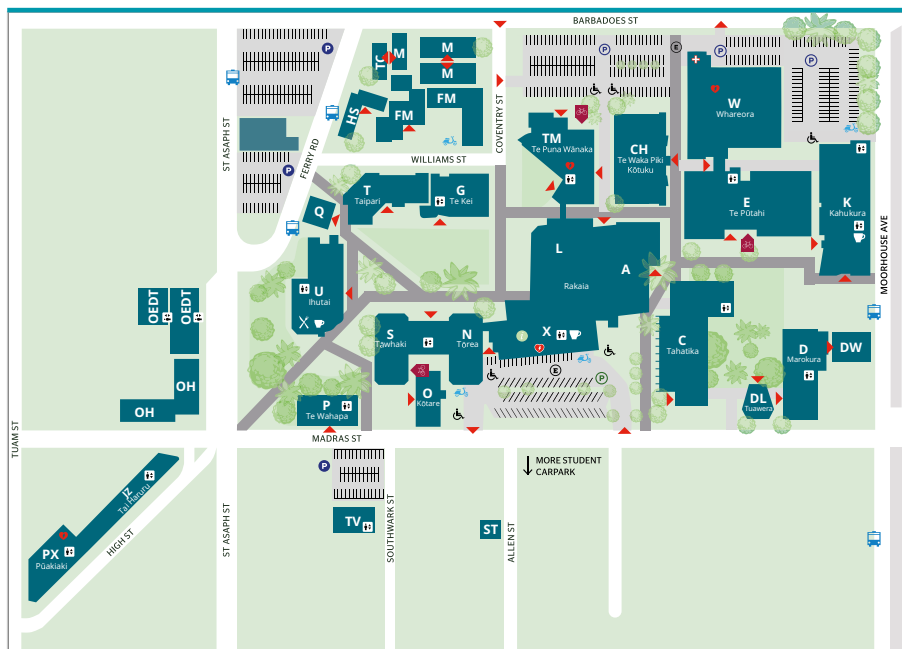 BARBADOES ST
P
P
E
P
P
M
M
TC
M
W
Whareora
FM
HS
FM
COVENTRY ST
TM
Te Puna Wānaka
CH
Te Waka Piki
Kōtuku
ST ASAPH ST
FERRY RD
WILLIAMS ST
P
T
Taipari
G
Te Kei
E
Te Pūtahi
K
Kahukura
Q
MOORHOUSE AVE
L
A
Rakaia
U
Ihutai
OEDT
OEDT
S
Tawhaki
N
Tōrea
i
X
C
Tahatika
D
Marokura
DW
E
P
OH
OH
O
Kōtare
DL
Tuawera
P
Te Wahapa
MADRAS ST
TUAM ST
MORE STUDENT
CARPARK
P
JZ
Tai Haruru
PX
Pūakiaki
HIGH ST
ST ASAPH ST
TV
SOUTHWARK ST
ST
ALLEN ST